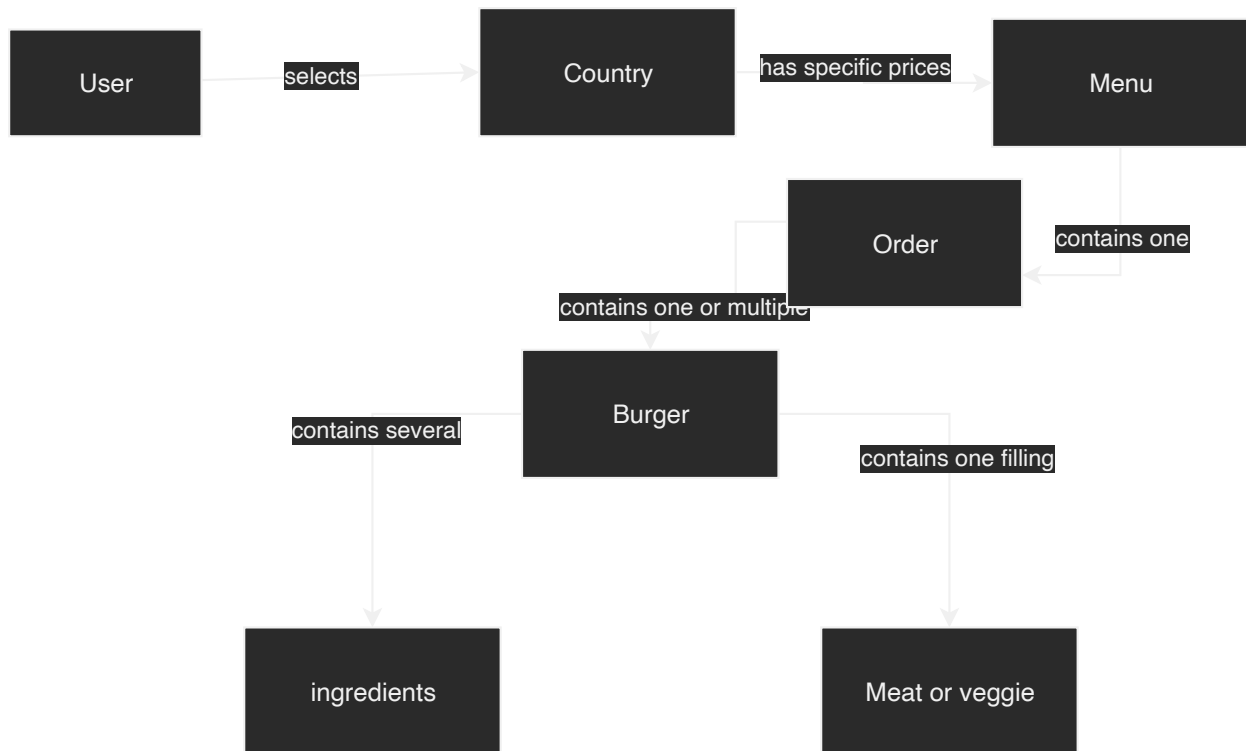 User
selects
Country
has specific prices
Menu
Order
contains one
contains one or multiple
Burger
contains several
contains one filling
ingredients
Meat or veggie